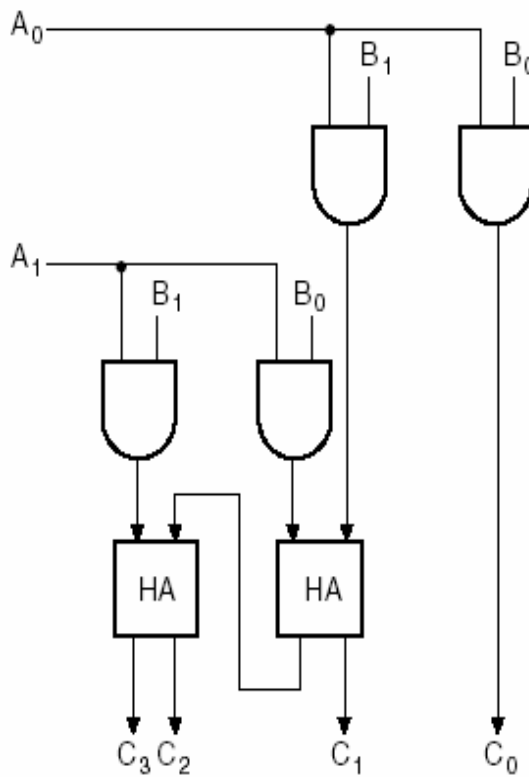 A₀
B₁ B₀
A₁
B₁ B₀
HA HA
C₃ C₂ C₁ C₀